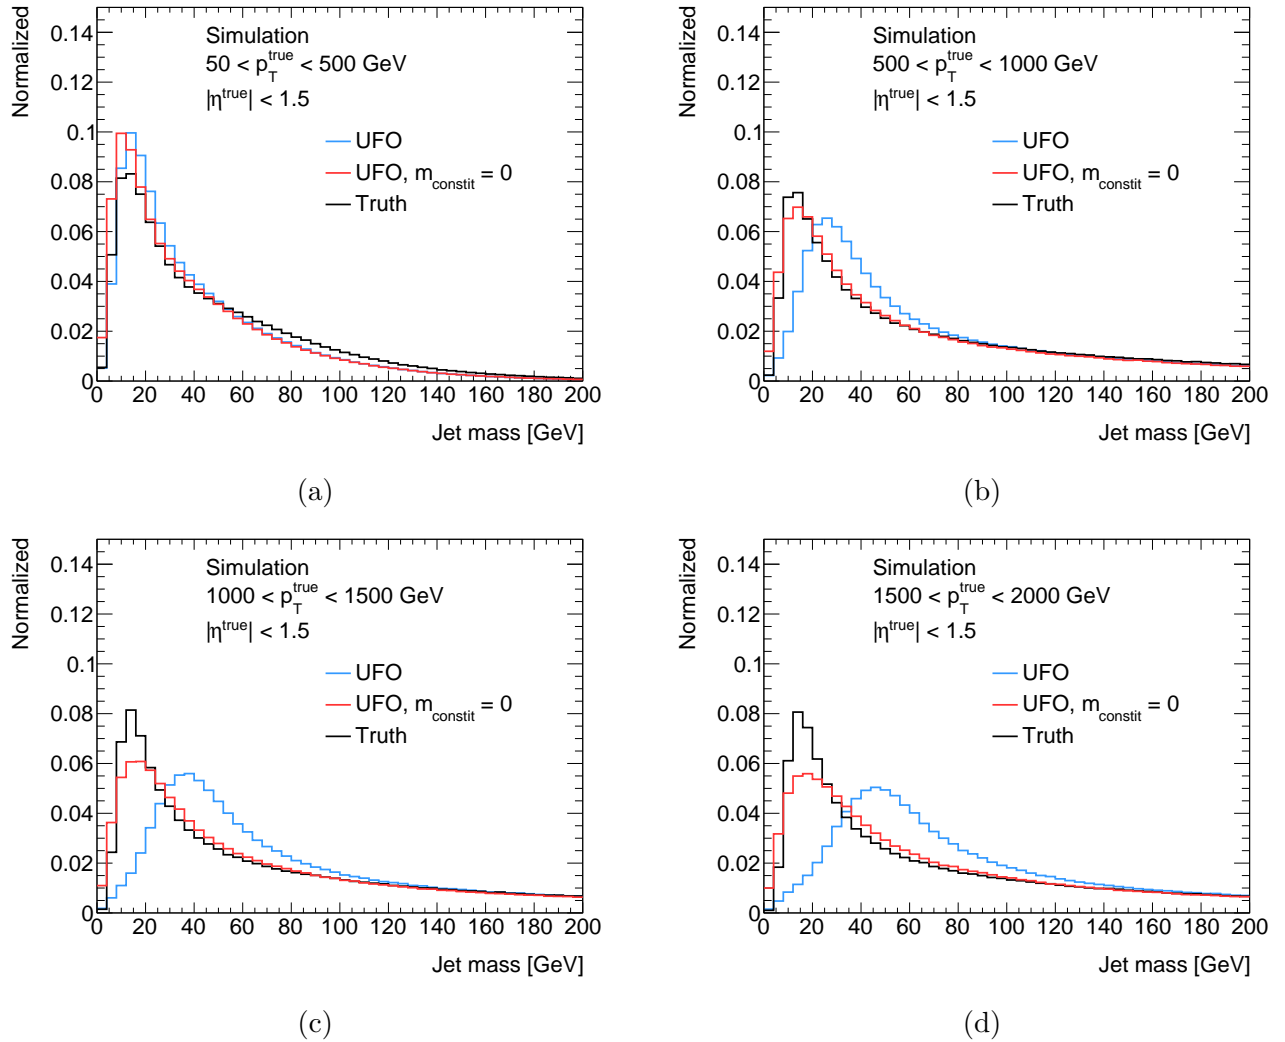 Normalized
0.14
0.12
0.1
0.08
0.06
0.04
0.02
0
Simulation
50 < p_T^true < 500 GeV
|η^true| < 1.5
UFO
UFO, m_constit = 0
Truth
0 20 40 60 80 100 120 140 160 180 200
Jet mass [GeV]
(a)
Normalized
0.14
0.12
0.1
0.08
0.06
0.04
0.02
0
Simulation
500 < p_T^true < 1000 GeV
|η^true| < 1.5
UFO
UFO, m_constit = 0
Truth
0 20 40 60 80 100 120 140 160 180 200
Jet mass [GeV]
(b)
Normalized
0.14
0.12
0.1
0.08
0.06
0.04
0.02
0
Simulation
1000 < p_T^true < 1500 GeV
|η^true| < 1.5
UFO
UFO, m_constit = 0
Truth
0 20 40 60 80 100 120 140 160 180 200
Jet mass [GeV]
(c)
Normalized
0.14
0.12
0.1
0.08
0.06
0.04
0.02
0
Simulation
1500 < p_T^true < 2000 GeV
|η^true| < 1.5
UFO
UFO, m_constit = 0
Truth
0 20 40 60 80 100 120 140 160 180 200
Jet mass [GeV]
(d)